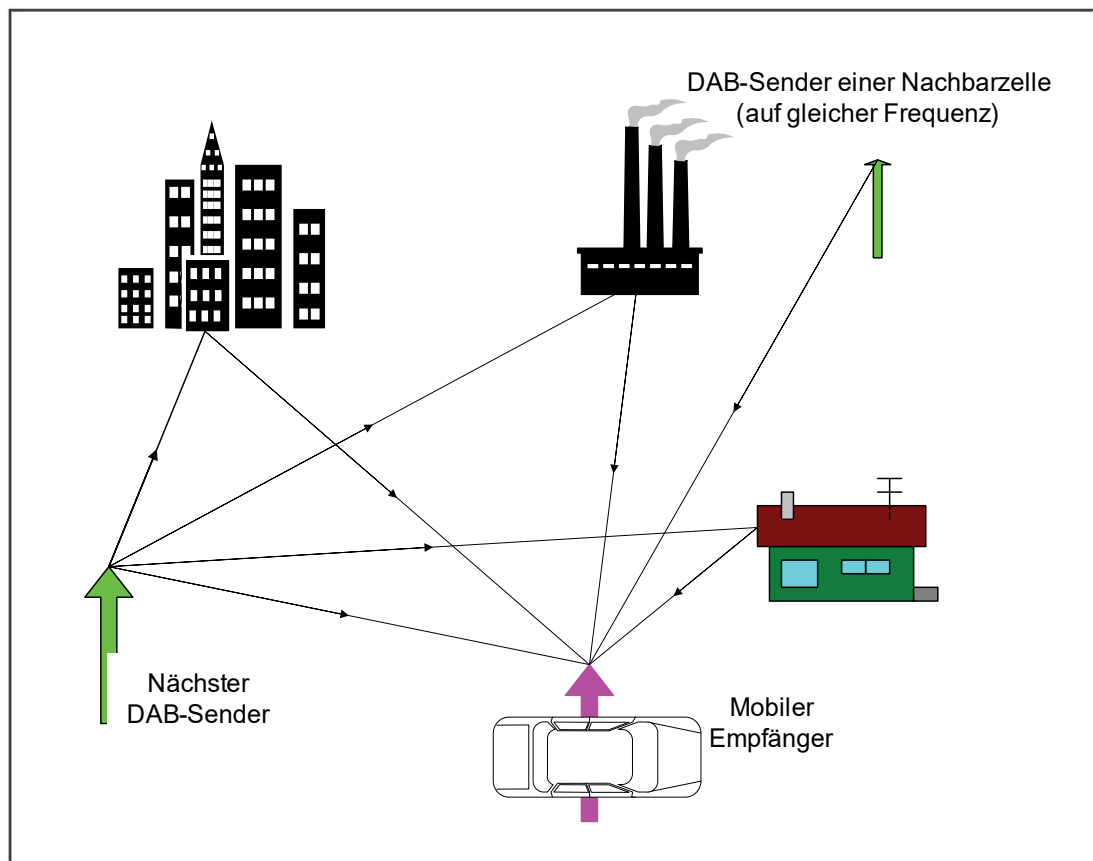 DAB-Sender einer Nachbarzelle
(auf gleicher Frequenz)
Nächster
DAB-Sender
Mobiler
Empfänger